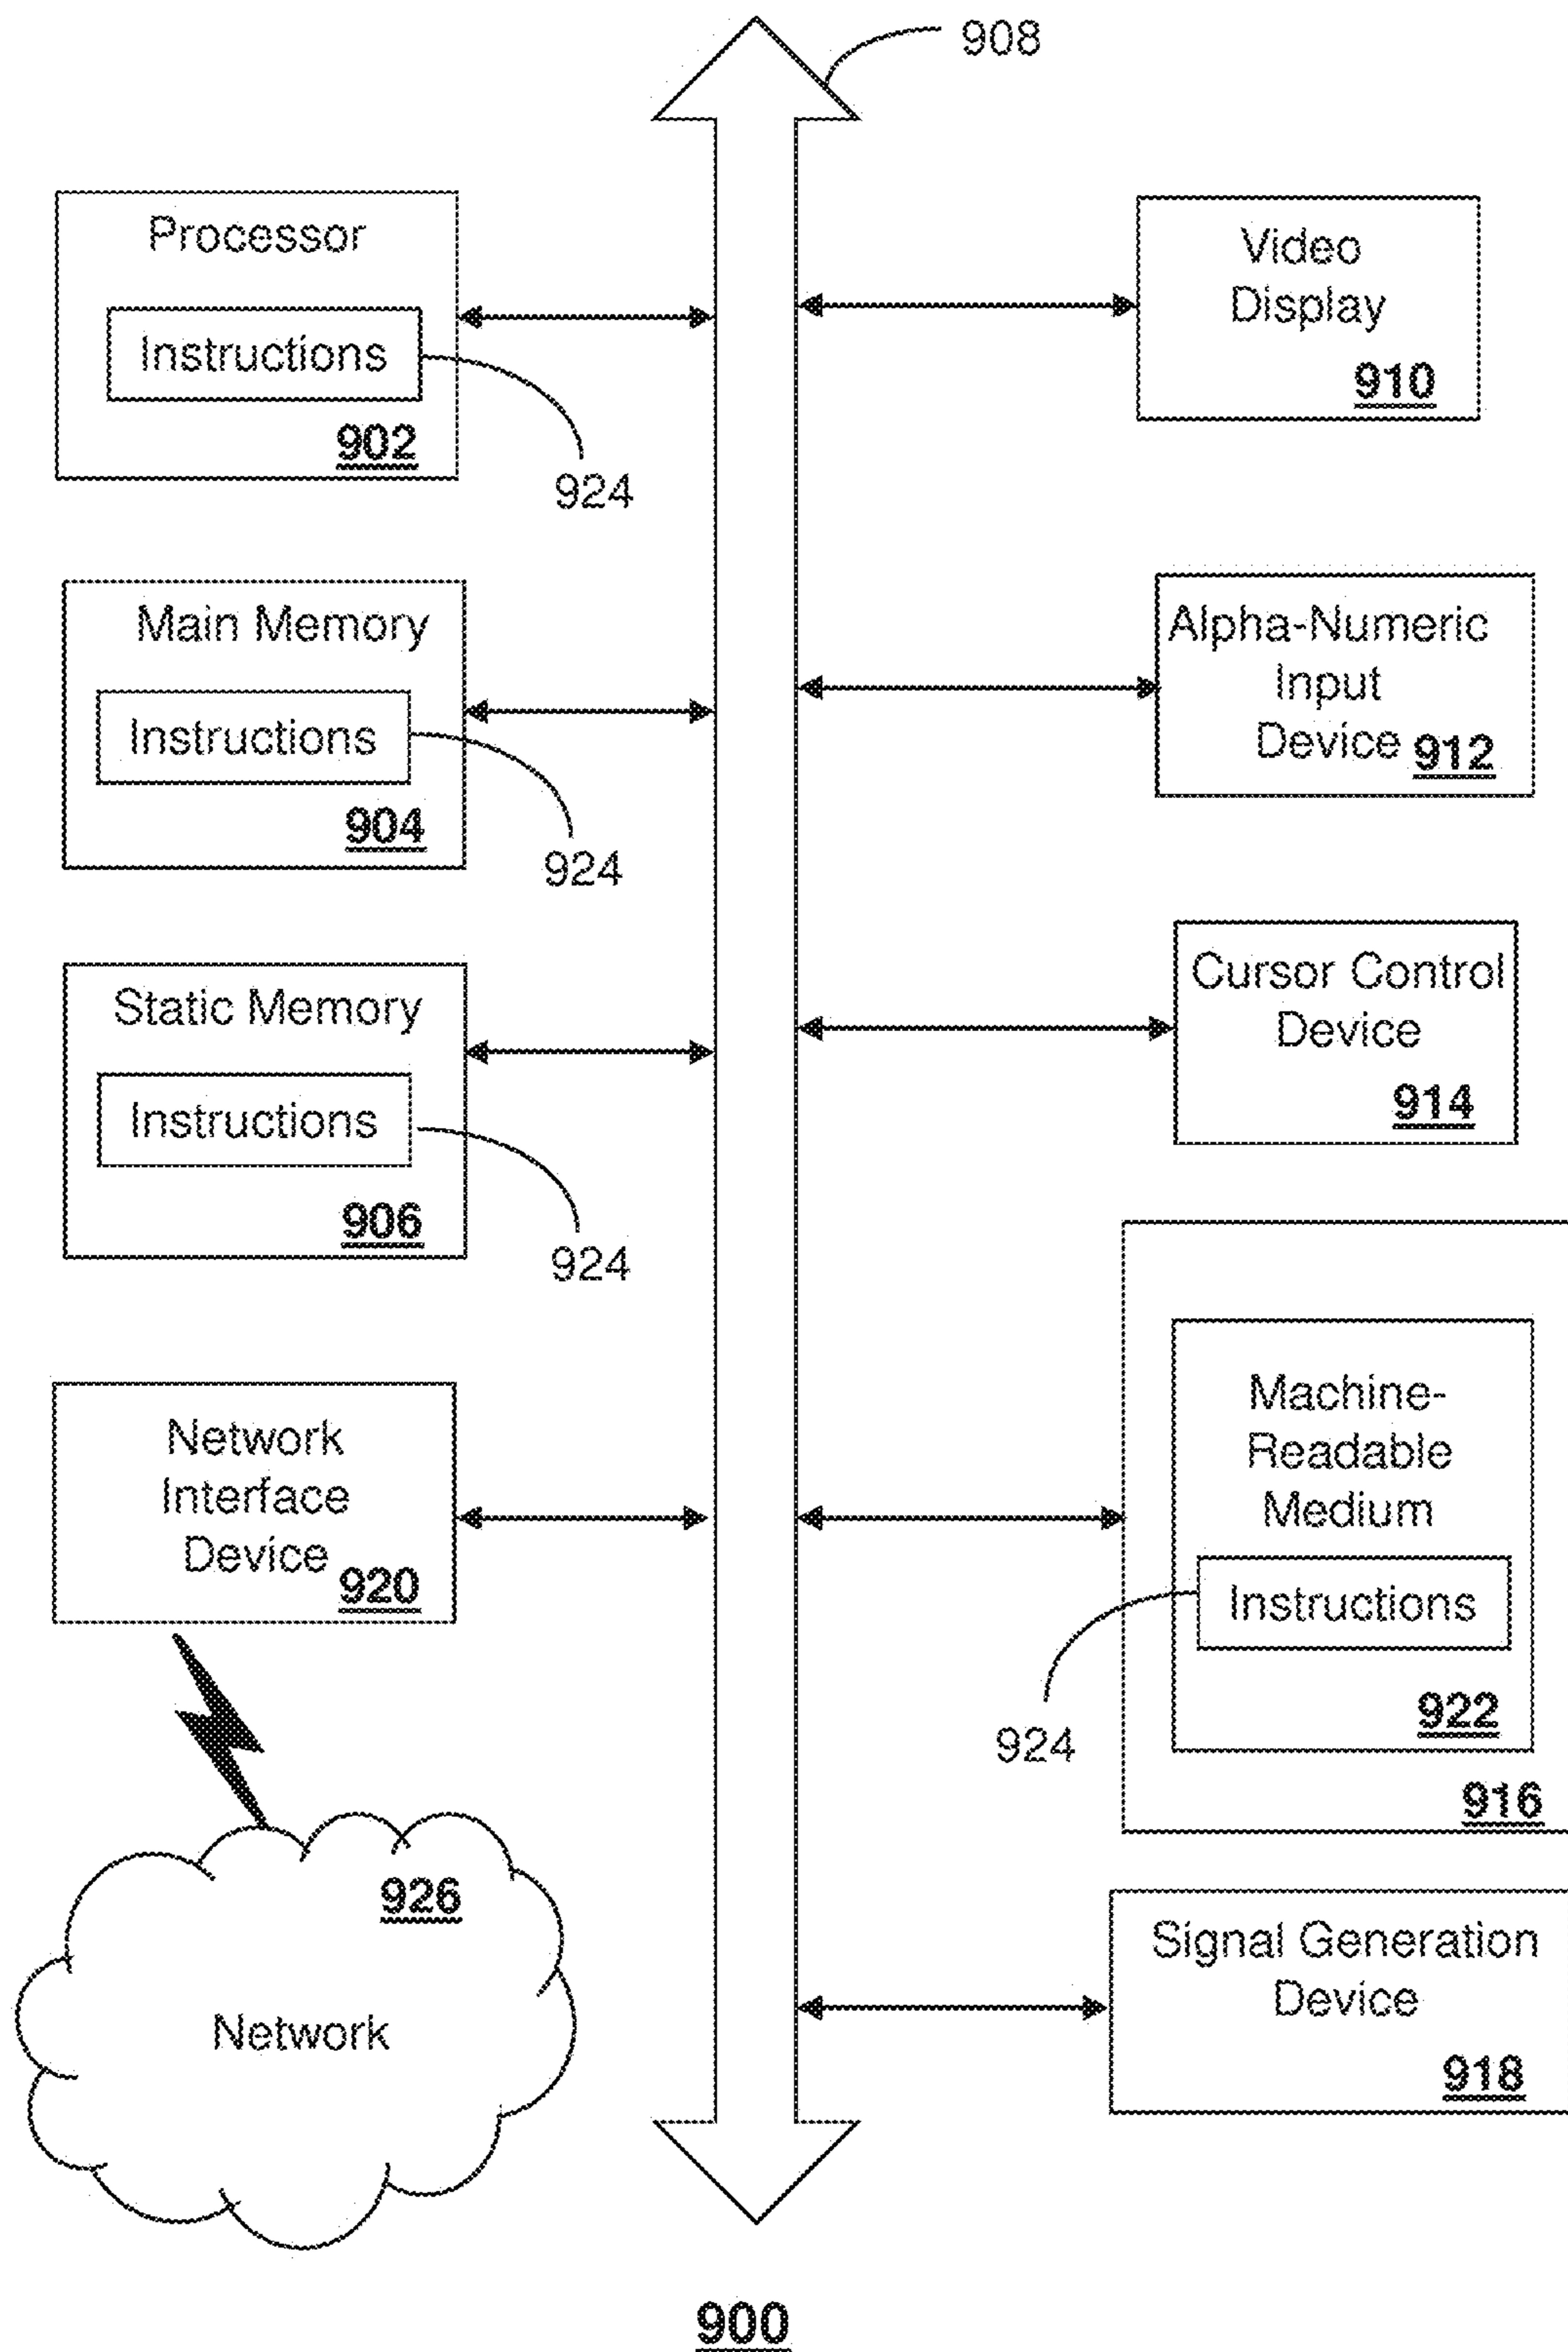 908
Processor
Instructions
902
924
Main Memory
Instructions
904
924
Static Memory
Instructions
906
924
Network
Interface
Device
920
926
Network
Video
Display
910
Alpha-Numeric
Input
Device
912
Cursor Control
Device
914
Machine-
Readable
Medium
Instructions
922
924
916
Signal Generation
Device
918
900